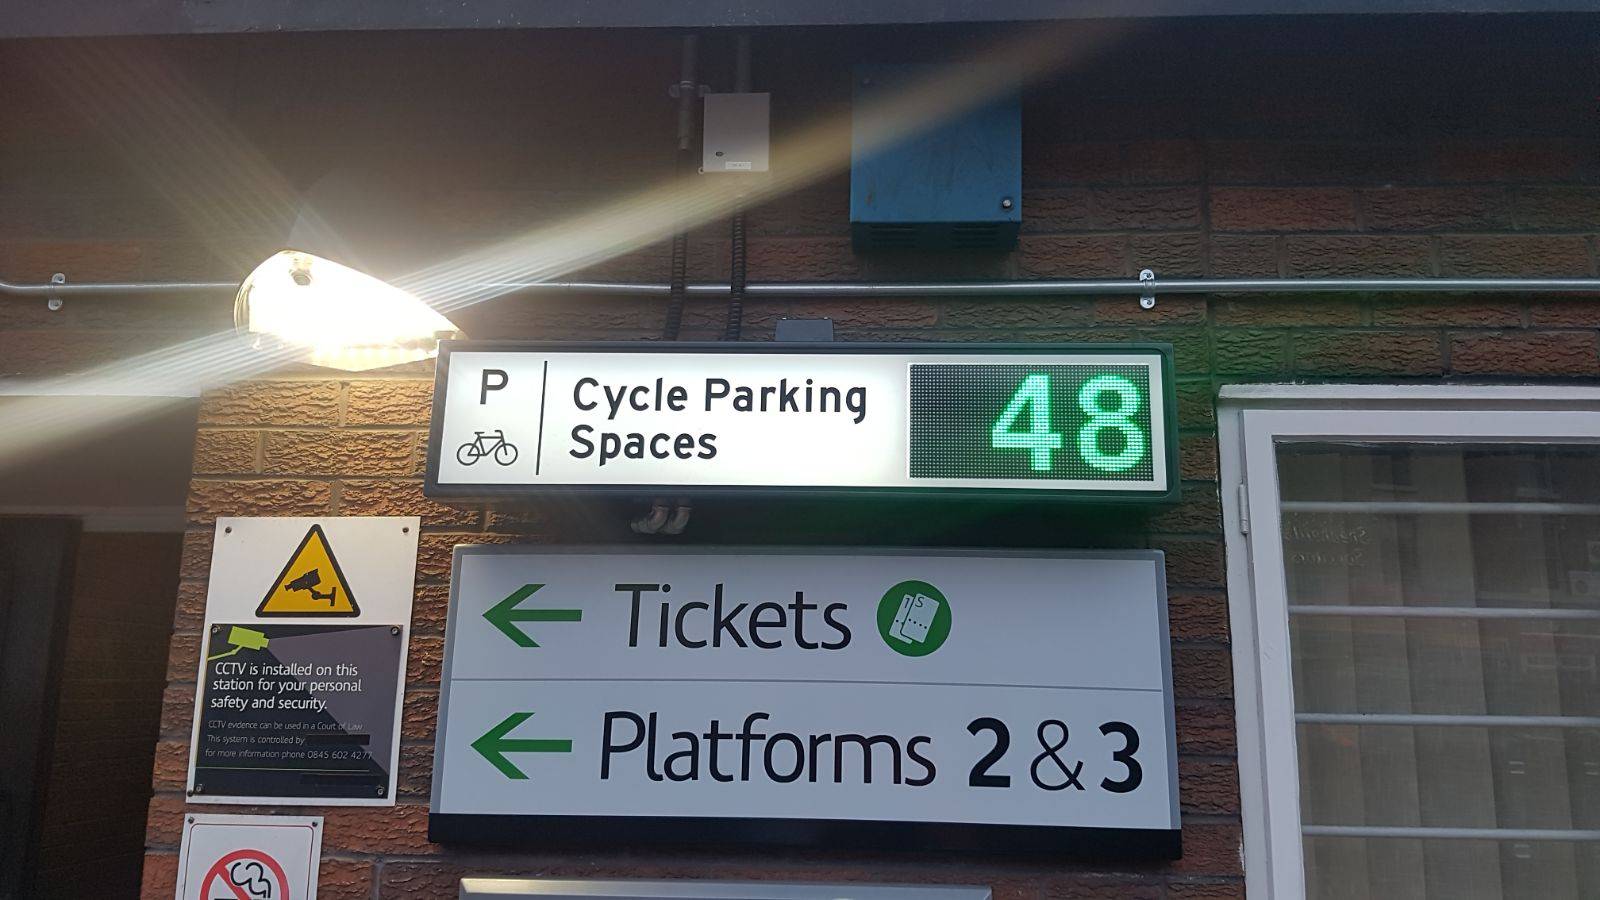 P
Cycle Parking
Spaces
48
← Tickets
← Platforms 2 & 3
CCTV is installed on this
station for your personal
safety and security.
CCTV evidence can be used in a Court of Law
This system is controlled by
for more information phone 0845 602 4277